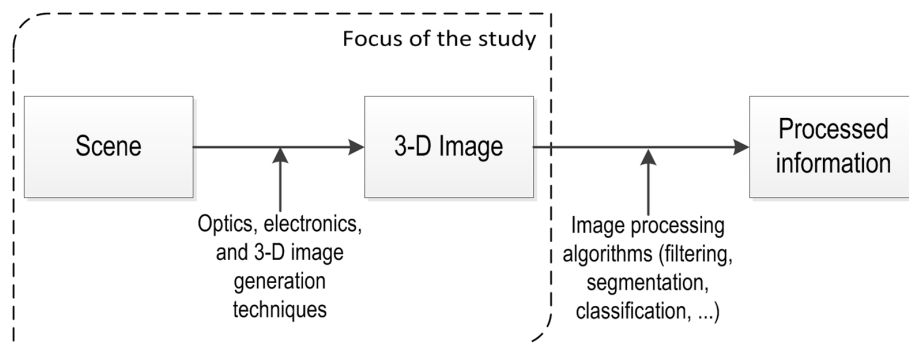 Focus of the study
Scene
3-D Image
Processed
information
Optics, electronics,
and 3-D image
generation
techniques
Image processing
algorithms (filtering,
segmentation,
classification, ...)